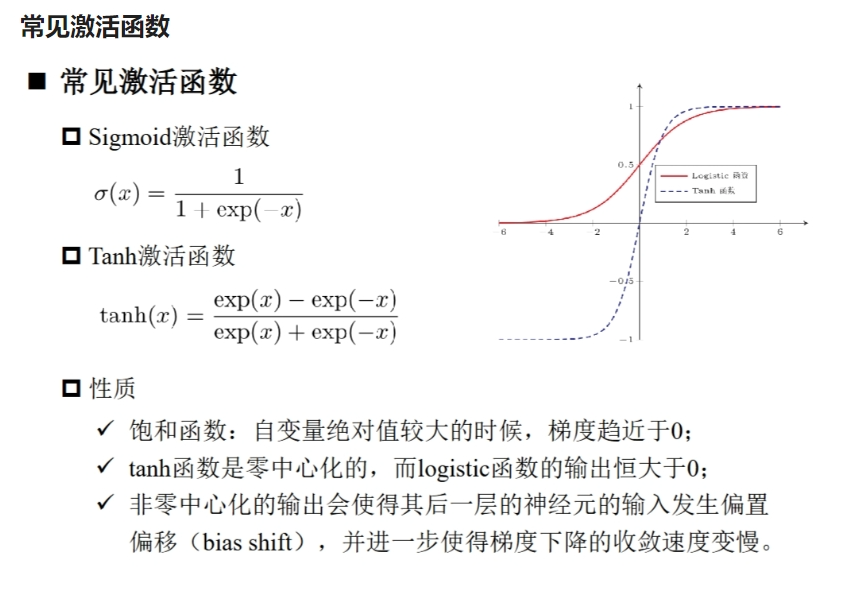 常见激活函数
■ 常见激活函数
Sigmoid激活函数
σ(x) = 1 / (1 + exp(−x))
Tanh激活函数
tanh(x) = (exp(x) − exp(−x)) / (exp(x) + exp(−x))
1
0.5
−0.5
−1
6 4 2 2 4 6
Logistic 函数
Tanh 函数
性质
✓ 饱和函数：自变量绝对值较大的时候，梯度趋近于0；
✓ tanh函数是零中心化的，而logistic函数的输出恒大于0；
✓ 非零中心化的输出会使得其后一层的神经元的输入发生偏置
偏移（bias shift），并进一步使得梯度下降的收敛速度变慢。